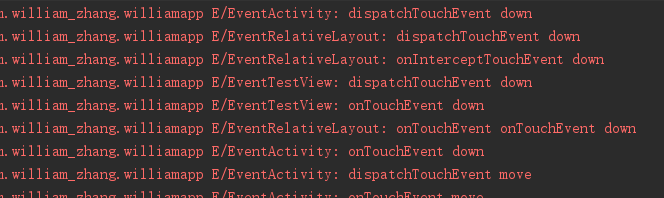 .william_zhang.williamapp E/EventActivity: dispatchTouchEvent down
.william_zhang.williamapp E/EventRelativeLayout: dispatchTouchEvent down
.william_zhang.williamapp E/EventRelativeLayout: onInterceptTouchEvent down
.william_zhang.williamapp E/EventTestView: dispatchTouchEvent down
.william_zhang.williamapp E/EventTestView: onTouchEvent down
.william_zhang.williamapp E/EventRelativeLayout: onTouchEvent onTouchEvent down
.william_zhang.williamapp E/EventActivity: onTouchEvent down
.william_zhang.williamapp E/EventActivity: dispatchTouchEvent move
.william_zhang.williamapp E/EventActivity: onTouchEvent move